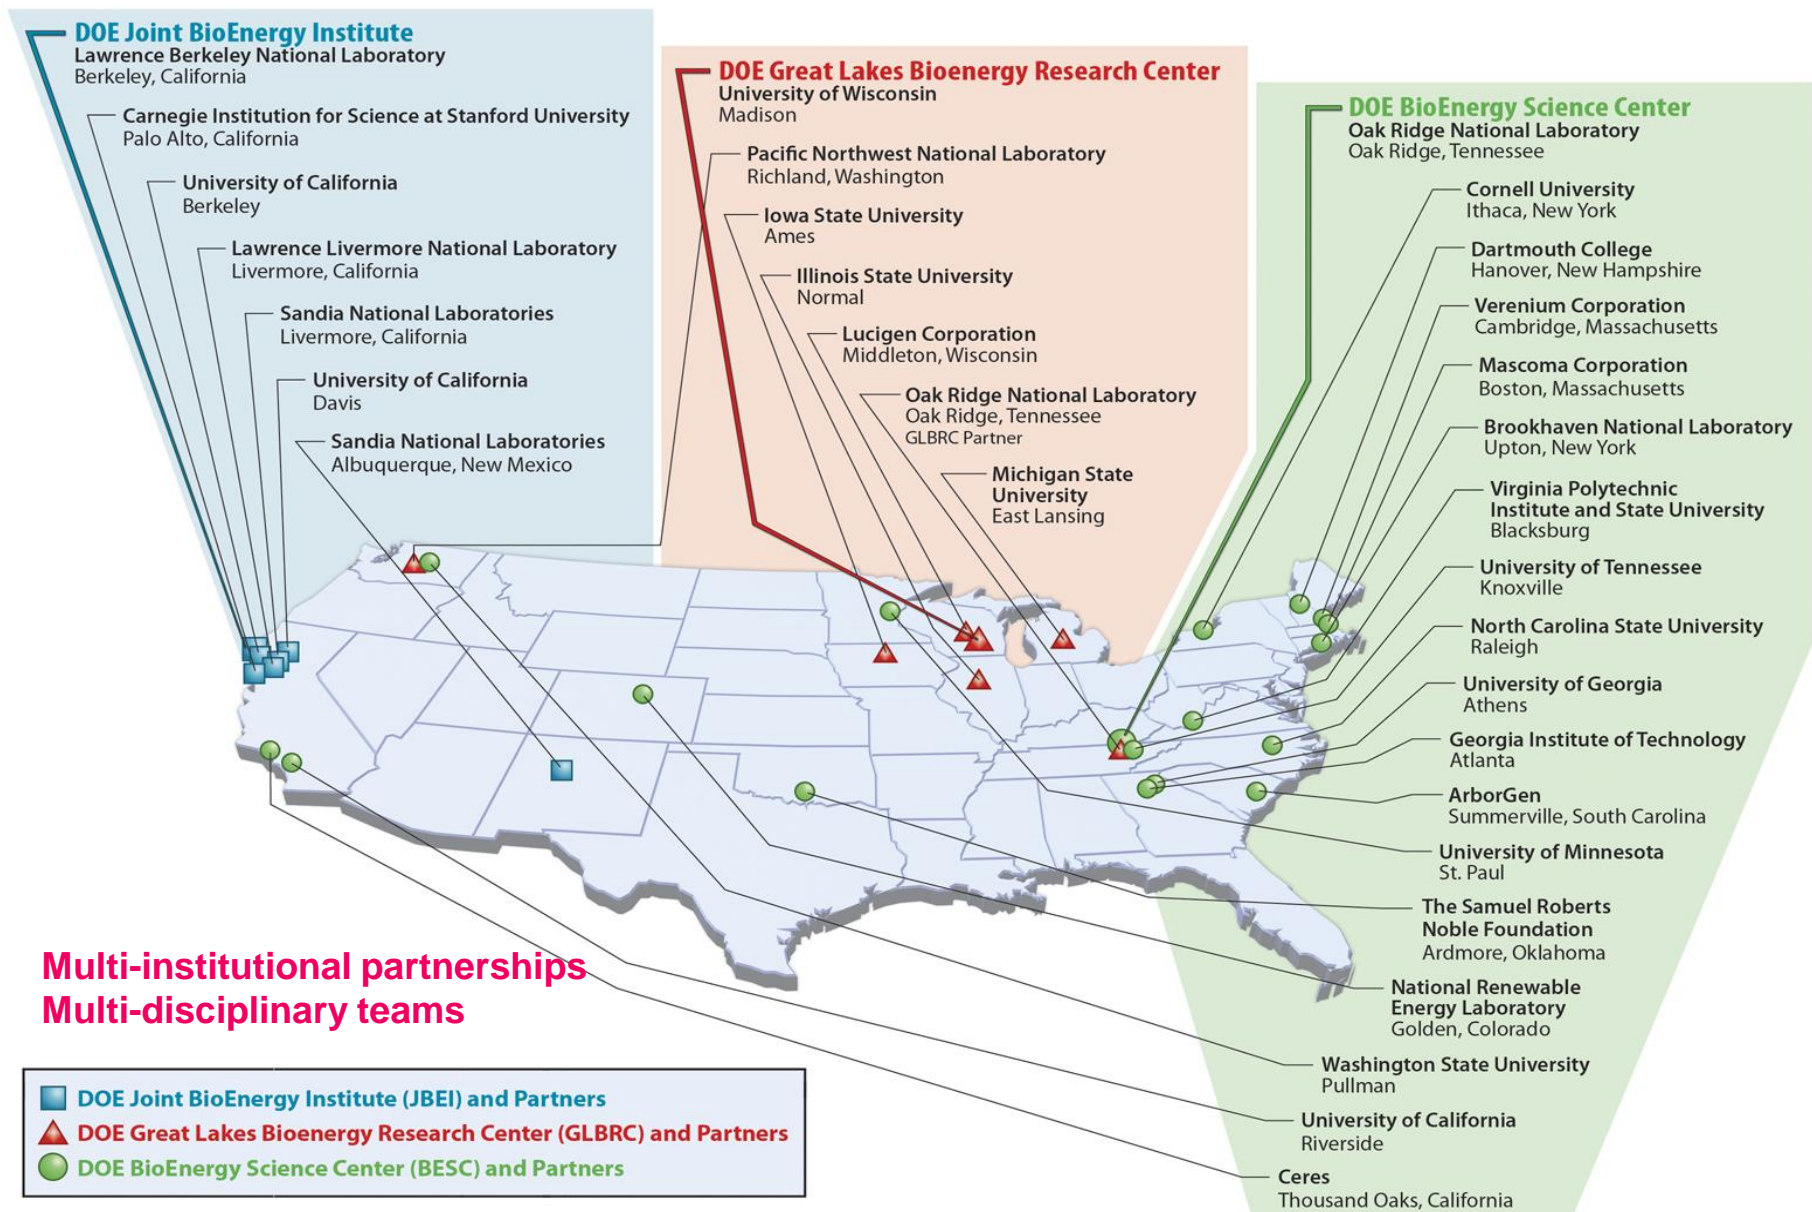 DOE Joint BioEnergy Institute
Lawrence Berkeley National Laboratory
Berkeley, California
Carnegie Institution for Science at Stanford University
Palo Alto, California
University of California
Berkeley
Lawrence Livermore National Laboratory
Livermore, California
Sandia National Laboratories
Livermore, California
University of California
Davis
Sandia National Laboratories
Albuquerque, New Mexico
DOE Great Lakes Bioenergy Research Center
University of Wisconsin
Madison
Pacific Northwest National Laboratory
Richland, Washington
Iowa State University
Ames
Illinois State University
Normal
Lucigen Corporation
Middleton, Wisconsin
Oak Ridge National Laboratory
Oak Ridge, Tennessee
GLBRC Partner
Michigan State
University
East Lansing
DOE BioEnergy Science Center
Oak Ridge National Laboratory
Oak Ridge, Tennessee
Cornell University
Ithaca, New York
Dartmouth College
Hanover, New Hampshire
Verenium Corporation
Cambridge, Massachusetts
Mascoma Corporation
Boston, Massachusetts
Brookhaven National Laboratory
Upton, New York
Virginia Polytechnic
Institute and State University
Blacksburg
University of Tennessee
Knoxville
North Carolina State University
Raleigh
University of Georgia
Athens
Georgia Institute of Technology
Atlanta
ArborGen
Summerville, South Carolina
University of Minnesota
St. Paul
The Samuel Roberts
Noble Foundation
Ardmore, Oklahoma
National Renewable
Energy Laboratory
Golden, Colorado
Washington State University
Pullman
University of California
Riverside
Ceres
Thousand Oaks, California
Multi-institutional partnerships
Multi-disciplinary teams
DOE Joint BioEnergy Institute (JBEI) and Partners
DOE Great Lakes Bioenergy Research Center (GLBRC) and Partners
DOE BioEnergy Science Center (BESC) and Partners